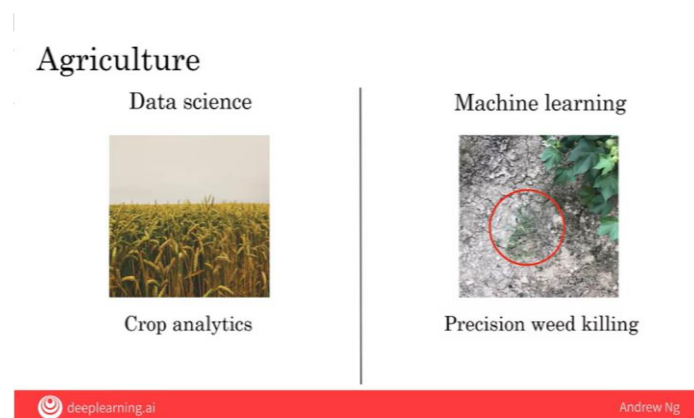 Agriculture
Data science
Crop analytics
Machine learning
Precision weed killing
deeplearning.ai
Andrew Ng